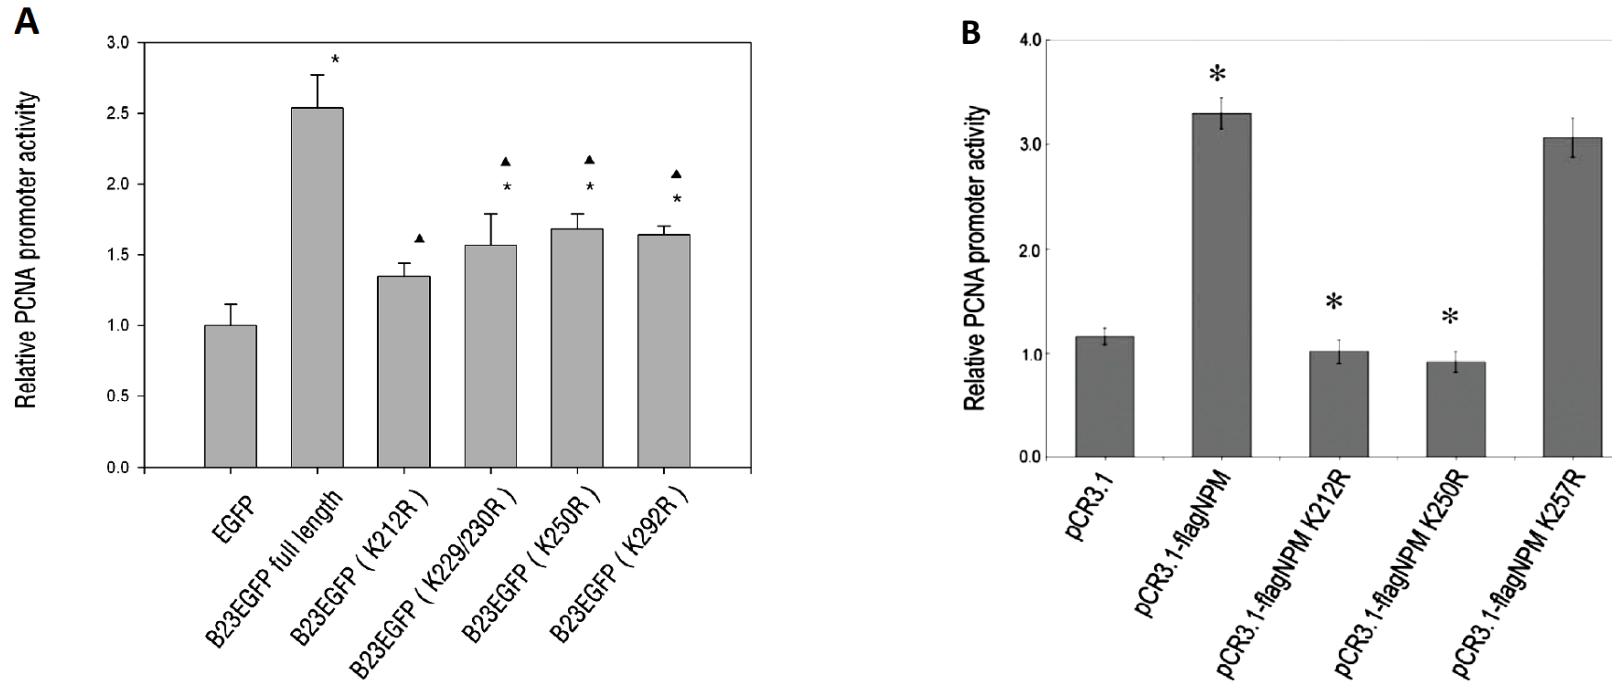 A
Relative PCNA promoter activity
3.0
2.5
2.0
1.5
1.0
0.5
0.0
*
▲
▲
*
▲
*
▲
*
EGFP
B23EGFP full length
B23EGFP ( K212R )
B23EGFP ( K229/230R )
B23EGFP ( K250R )
B23EGFP ( K292R )
B
Relative PCNA promoter activity
4.0
3.0
2.0
1.0
0.0
*
*
*
pCR3.1
pCR3.1-flagNPM
pCR3.1-flagNPM K212R
pCR3.1-flagNPM K250R
pCR3.1-flagNPM K257R